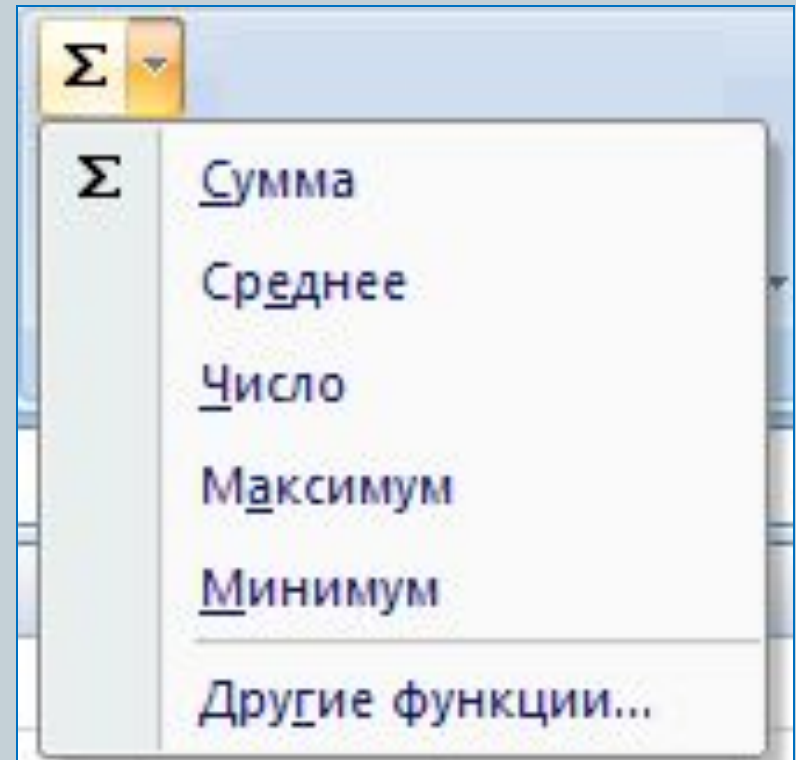 Σ
Σ Сумма
Среднее
Число
Максимум
Минимум
Другие функции...